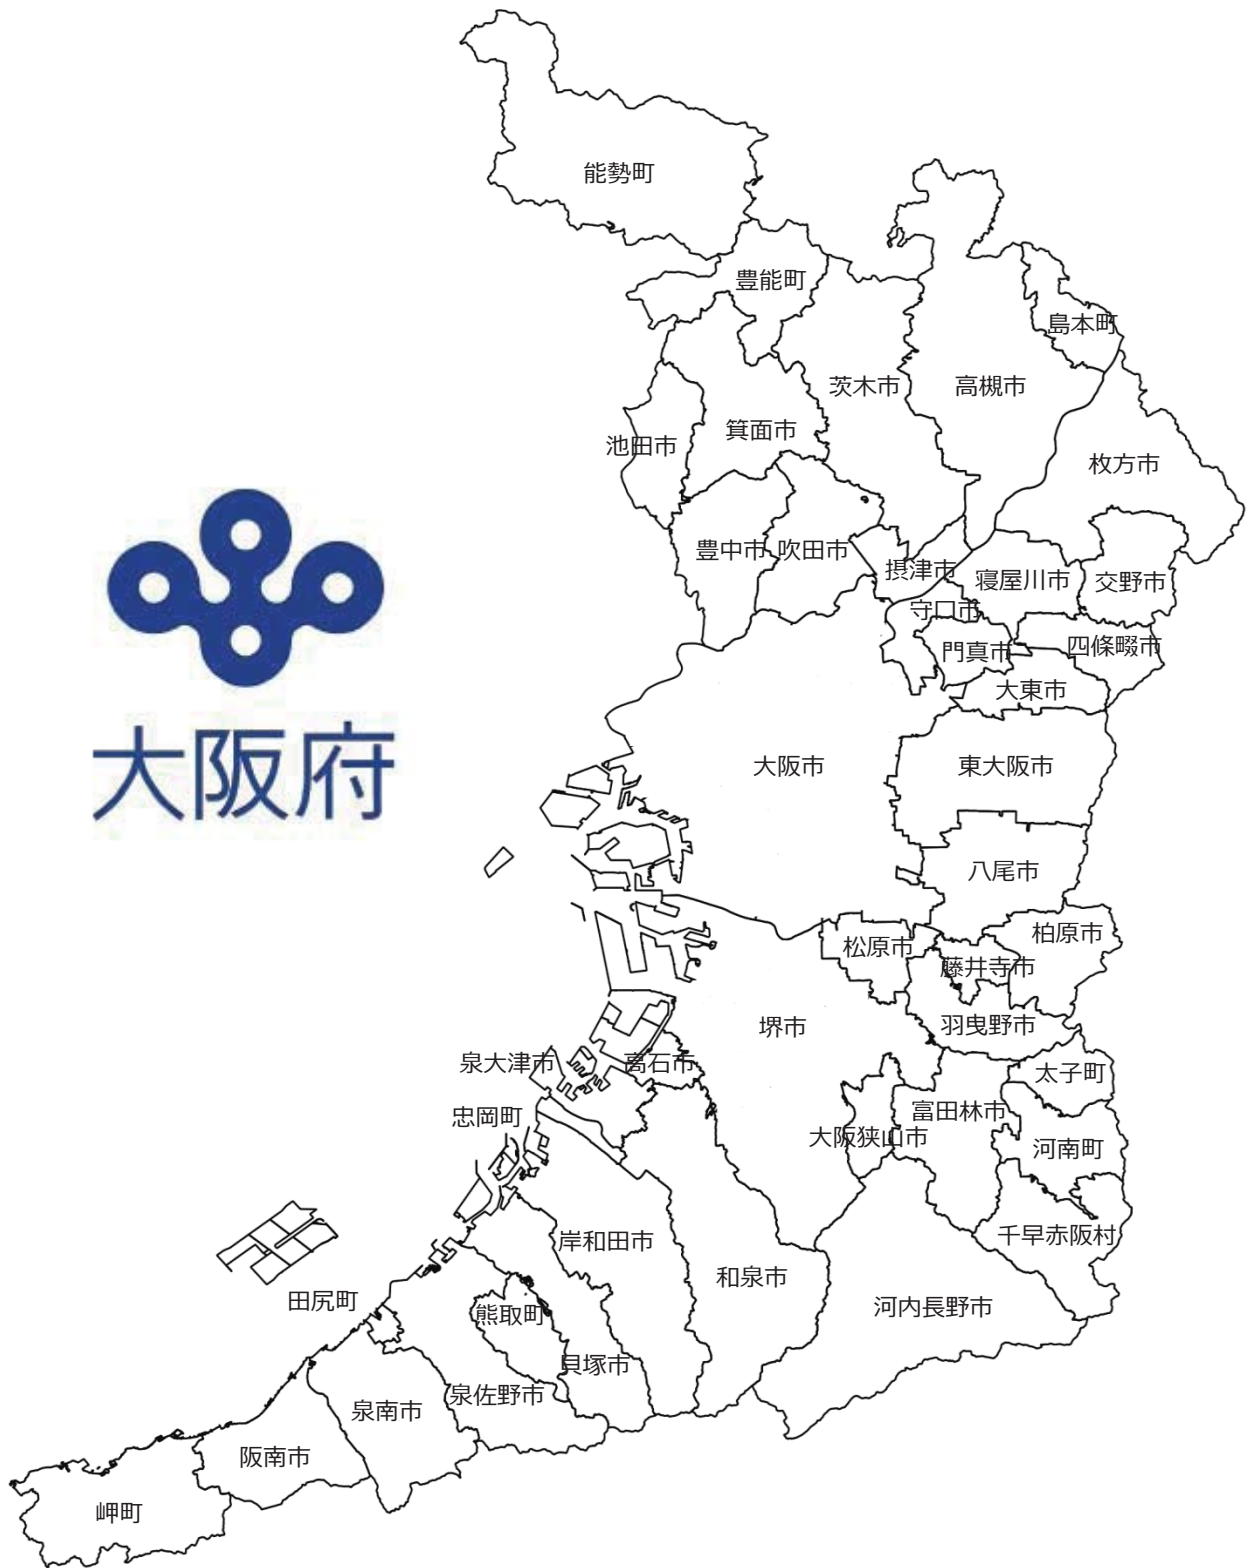 能勢町
豊能町
島本町
茨木市
高槻市
箕面市
池田市
枚方市
豊中市
吹田市
摂津市
寝屋川市
交野市
守口市
門真市
四條畷市
大東市
大阪市
東大阪市
大阪府
八尾市
松原市
柏原市
藤井寺市
堺市
羽曳野市
泉大津市
高石市
太子町
忠岡町
富田林市
大阪狭山市
河南町
岸和田市
千早赤阪村
和泉市
田尻町
熊取町
河内長野市
貝塚市
泉佐野市
泉南市
阪南市
岬町